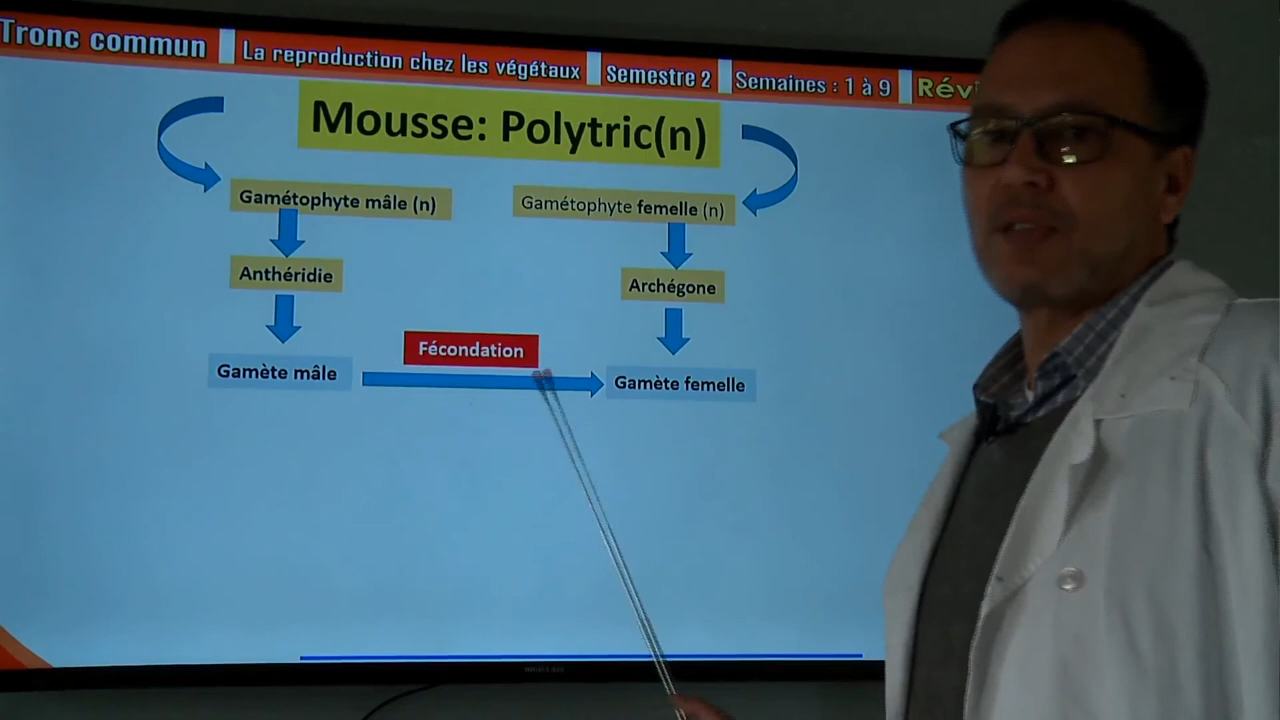 Tronc commun
La reproduction chez les végétaux
Semestre 2
Semaines : 1 à 9
Mousse: Polytric(n)
Gamétophyte mâle (n)
Gamétophyte femelle (n)
Anthéridie
Archégone
Fécondation
Gamète mâle
Gamète femelle